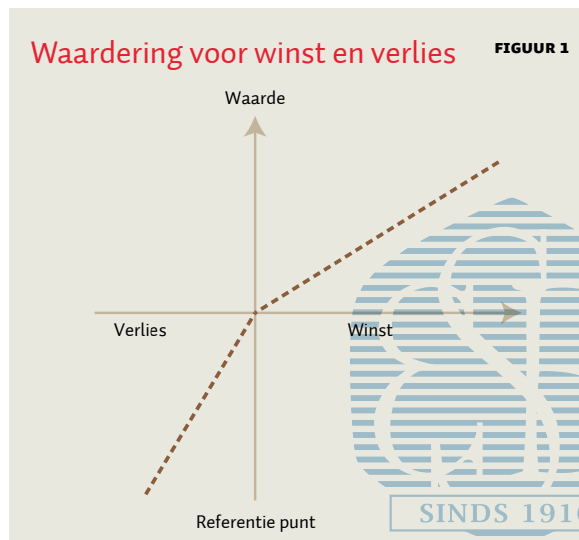 Waardering voor winst en verlies
FIGUUR 1
Waarde
Verlies
Winst
Referentie punt
SINDS 1916